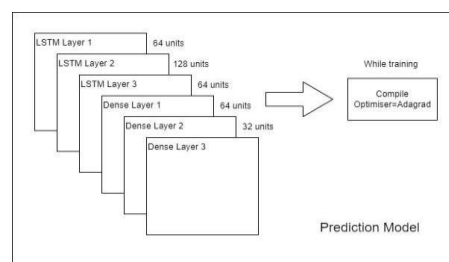 LSTM Layer 1
64 units
LSTM Layer 2
128 units
LSTM Layer 3
64 units
Dense Layer 1
64 units
Dense Layer 2
32 units
Dense Layer 3
While training
Compile
Optimiser=Adagrad
Prediction Model